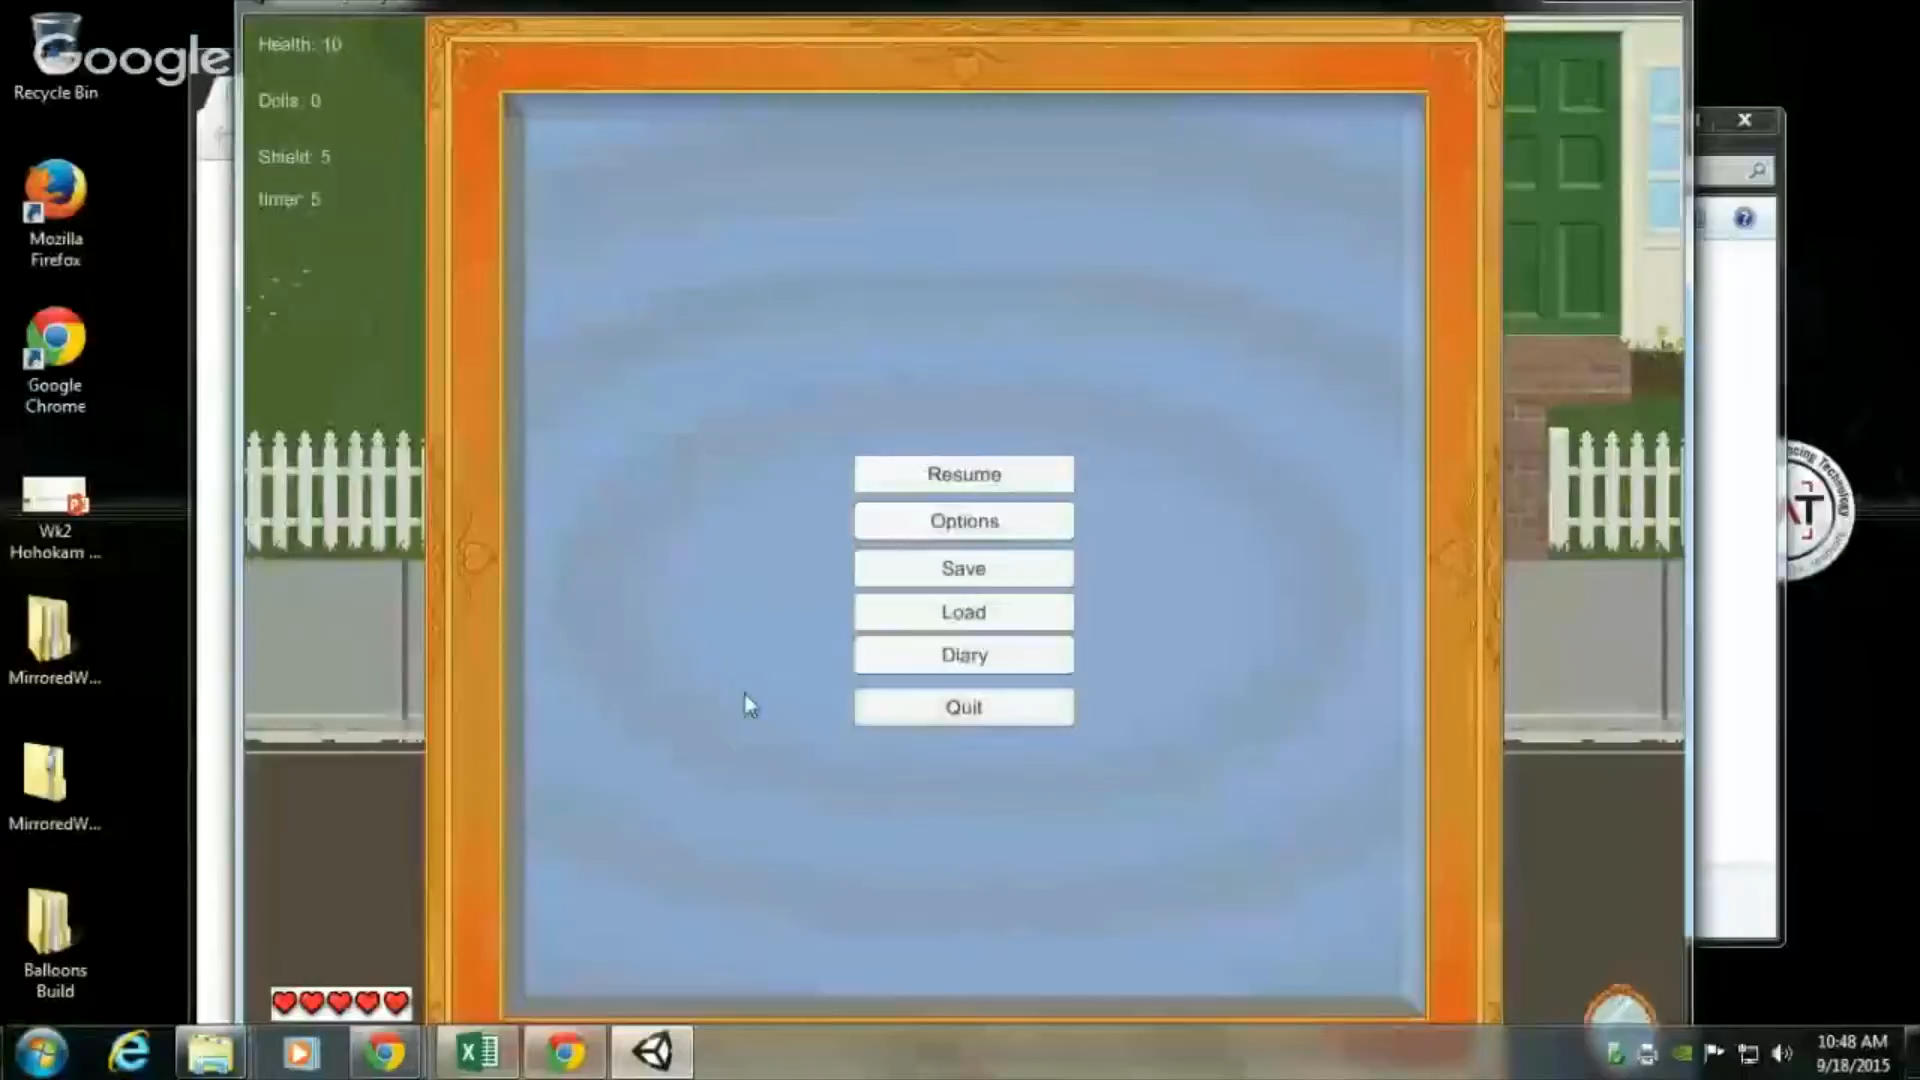 Google
Recycle Bin
Mozilla
Firefox
Google
Chrome
Wk2
Hohokam ...
MirroredW...
MirroredW...
Balloons
Build
Health: 10
Dolls: 0
Shield: 5
timer: 5
Resume
Options
Save
Load
Diary
Quit
10:48 AM
9/18/2015